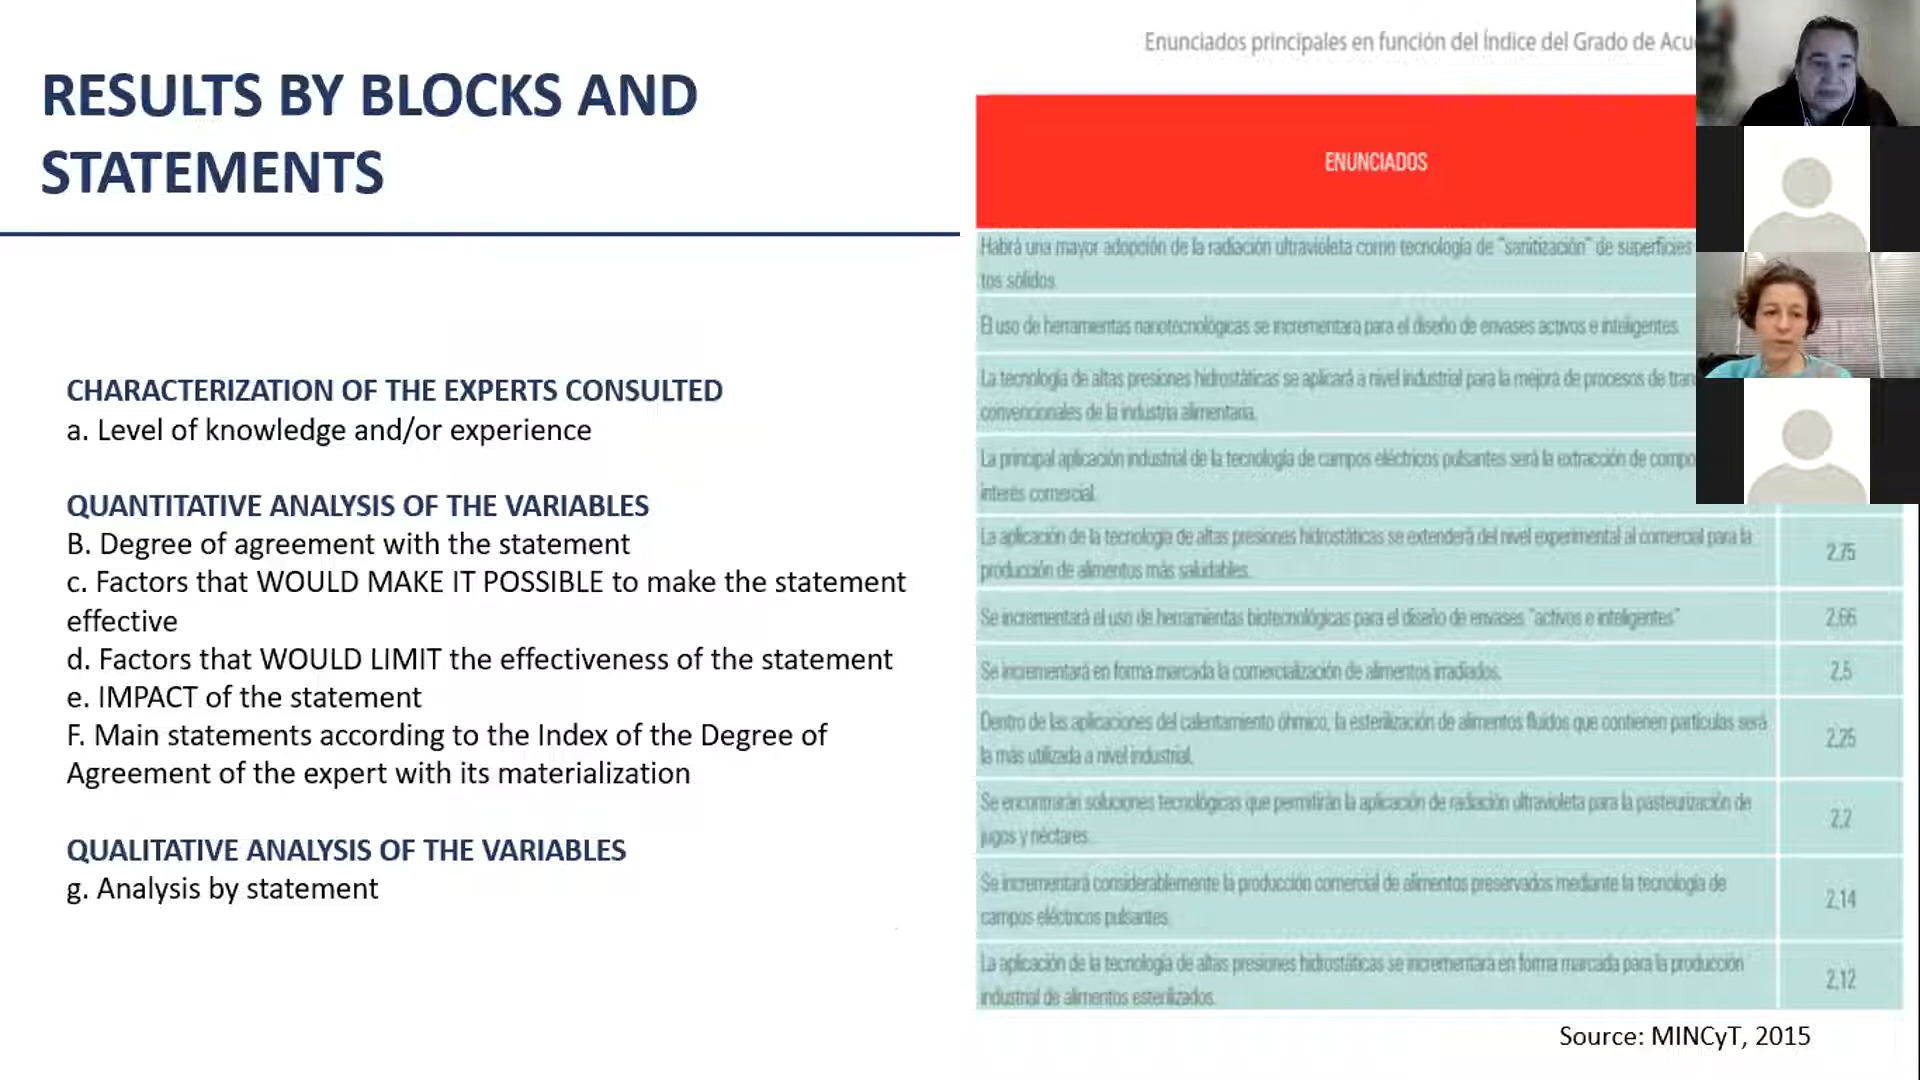 RESULTS BY BLOCKS AND
STATEMENTS
CHARACTERIZATION OF THE EXPERTS CONSULTED
a. Level of knowledge and/or experience
QUANTITATIVE ANALYSIS OF THE VARIABLES
B. Degree of agreement with the statement
c. Factors that WOULD MAKE IT POSSIBLE to make the statement
effective
d. Factors that WOULD LIMIT the effectiveness of the statement
e. IMPACT of the statement
F. Main statements according to the Index of the Degree of
Agreement of the expert with its materialization
QUALITATIVE ANALYSIS OF THE VARIABLES
g. Analysis by statement
Enunciados principales en función del Índice del Grado de
ENUNCIADOS
Habrá una mayor adopción de la radiación ultravioleta como tecnología de "sanitización" de superficies
tos sólidos
El uso de herramientas nanotecnológicas se incrementará para el diseño de envases activos e inteligentes.
La tecnología de altas presiones hidrostáticas se aplicará a nivel industrial para la mejora de procesos de
convencionales de la industria alimentaria.
La principal aplicación industrial de la tecnología de campos eléctricos pulsantes será la extracción de
interés comercial.
La aplicación de la tecnología de altas presiones hidrostáticas se extenderá del nivel experimental al comercial para la
producción de alimentos más saludables.
2,75
Se incrementará el uso de herramientas biotecnológicas para el diseño de envases "activos e inteligentes"
2,66
Se incrementará en forma marcada la comercialización de alimentos irradiados.
2,5
Dentro de las aplicaciones del calentamiento óhmico, la esterilización de alimentos fluidos que contienen partículas será
la más utilizada a nivel industrial.
2,25
Se encontrarán soluciones tecnológicas que permitirán la aplicación de radiación ultravioleta para la pasteurización de
jugos y néctares.
2,2
Se incrementará considerablemente la producción comercial de alimentos preservados mediante la tecnología de
campos eléctricos pulsantes.
2,14
La aplicación de la tecnología de altas presiones hidrostáticas se incrementará en forma marcada para la producción
industrial de alimentos esterilizados.
2,12
Source: MINCyT, 2015